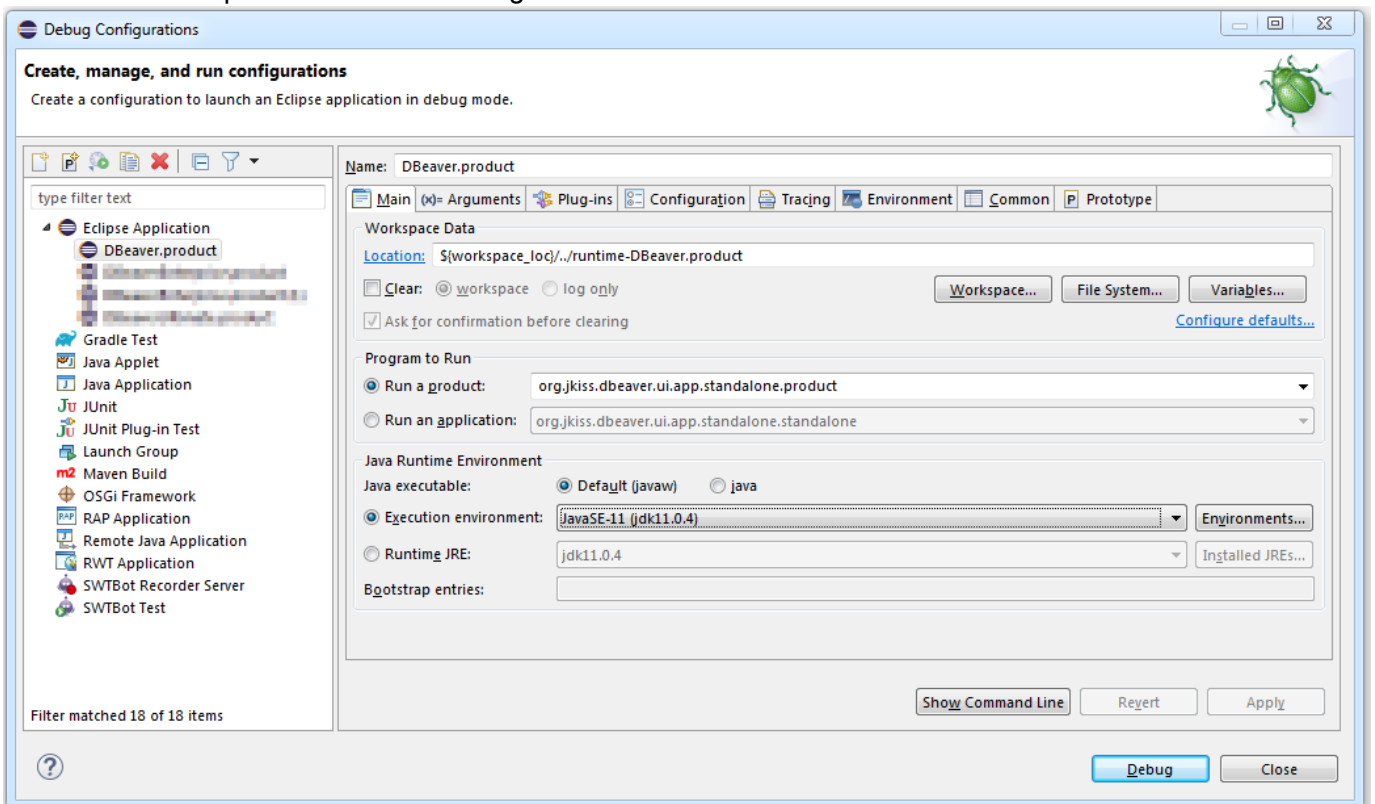 Debug Configurations
Create, manage, and run configurations
Create a configuration to launch an Eclipse application in debug mode.
type filter text
Eclipse Application
DBeaver.product
Gradle Test
Java Applet
Java Application
JU JUnit
JUnit Plug-in Test
Launch Group
m2 Maven Build
OSGi Framework
RAP RAP Application
Remote Java Application
RWT Application
SWTBot Recorder Server
SWTBot Test
Filter matched 18 of 18 items
Name: DBeaver.product
Main (x)= Arguments Plug-ins Configuration Tracing Environment Common P Prototype
Workspace Data
Location: ${workspace_loc}/../runtime-DBeaver.product
Clear: workspace log only Workspace... File System... Variables...
Ask for confirmation before clearing Configure defaults...
Program to Run
Run a product: org.jkiss.dbeaver.ui.app.standalone.product
Run an application: org.jkiss.dbeaver.ui.app.standalone.standalone
Java Runtime Environment
Java executable: Default (javaw) java
Execution environment: JavaSE-11 (jdk11.0.4) Environments...
Runtime JRE: jdk11.0.4 Installed JREs...
Bootstrap entries:
Show Command Line Revert Apply
? Debug Close